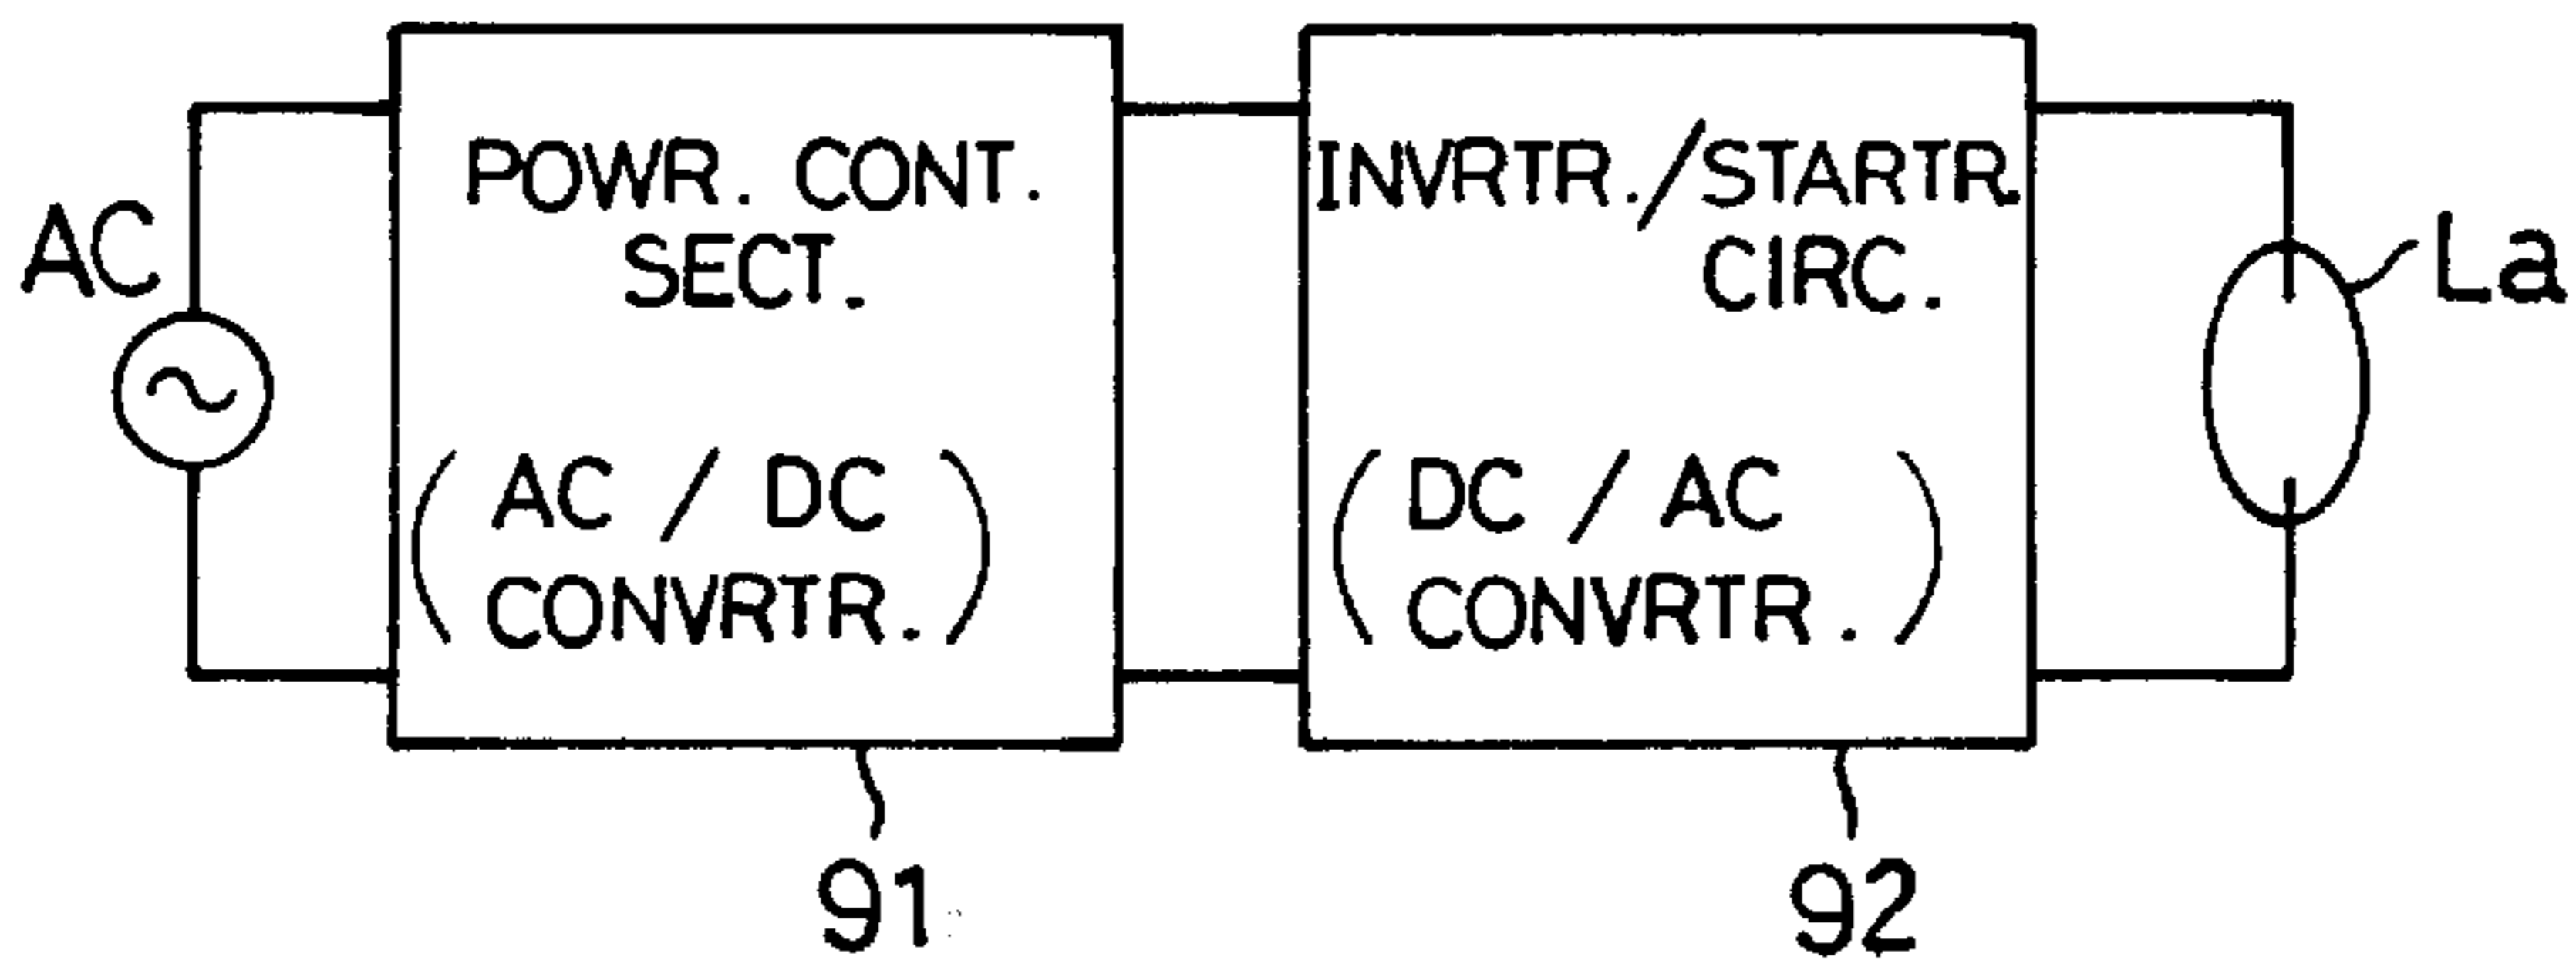 AC
POWR. CONT.
SECT.
( AC / DC
CONVRTR. )
91
INVRTR./STARTR.
CIRC.
( DC / AC
CONVRTR. )
92
La